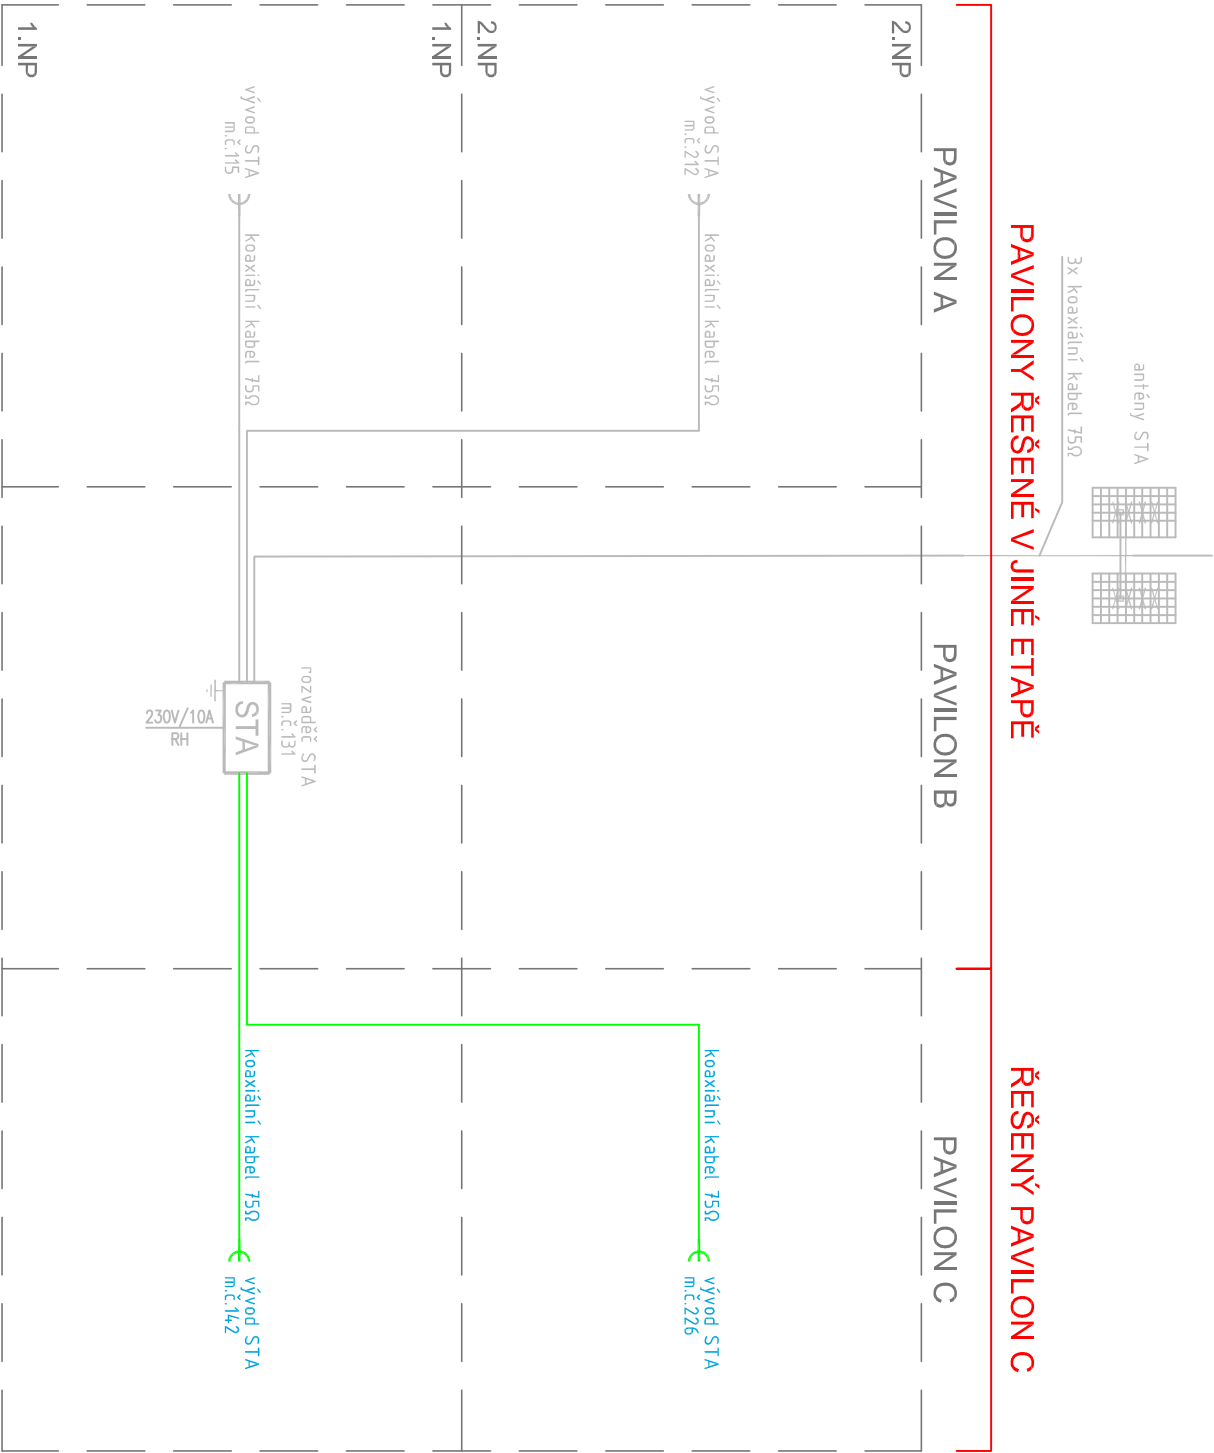 antény STA
3x koaxiální kabel 75Ω
PAVILONY ŘEŠENÉ V JINÉ ETAPĚ
ŘEŠENÝ PAVILON C
PAVILON A
PAVILON B
PAVILON C
2.NP
vývod STA
m.č.212
koaxiální kabel 75Ω
koaxiální kabel 75Ω
vývod STA
m.č.226
2.NP
1.NP
rozvaděč STA
m.č.131
vývod STA
m.č.115
koaxiální kabel 75Ω
STA
230V/10A
RH
koaxiální kabel 75Ω
vývod STA
m.č.142
1.NP